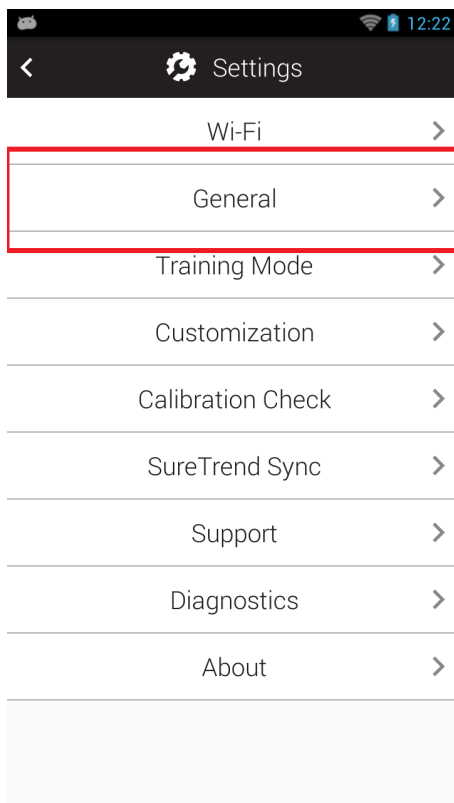 12:22
Settings
Wi-Fi
General
Training Mode
Customization
Calibration Check
SureTrend Sync
Support
Diagnostics
About